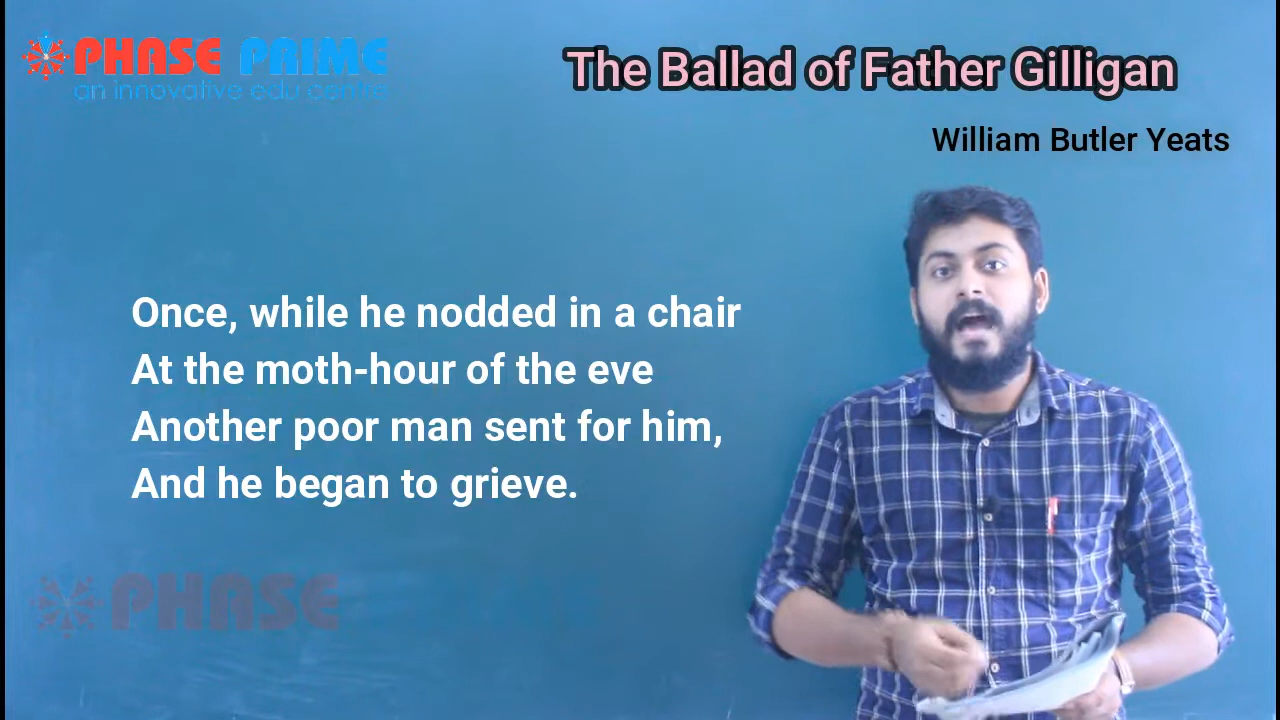 PHASE PRIME
an innovative edu centre
The Ballad of Father Gilligan
William Butler Yeats
Once, while he nodded in a chair
At the moth-hour of the eve
Another poor man sent for him,
And he began to grieve.
PHASE